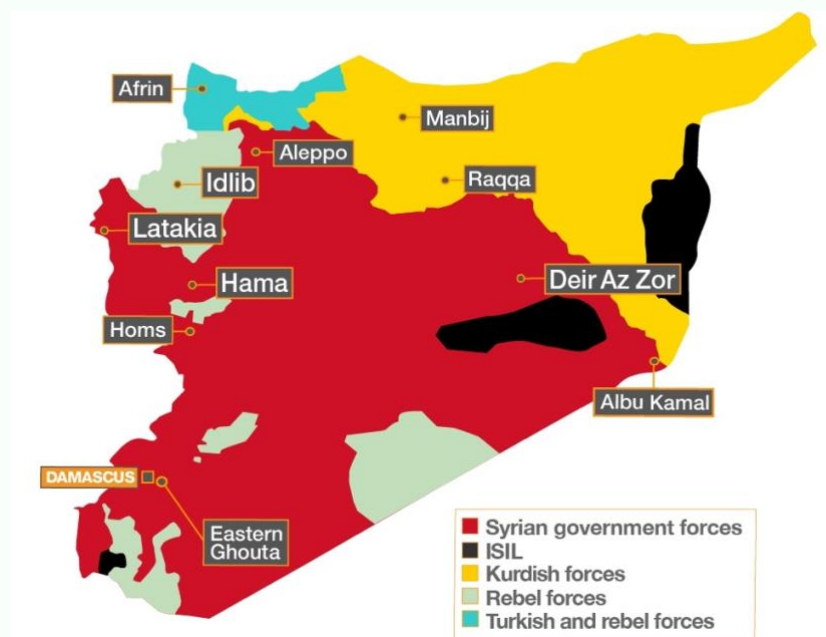 Afrin
Manbij
Aleppo
Raqqa
Idlib
Latakia
Deir Az Zor
Hama
Homs
Albu Kamal
DAMASCUS
Eastern
Ghouta
Syrian government forces
ISIL
Kurdish forces
Rebel forces
Turkish and rebel forces